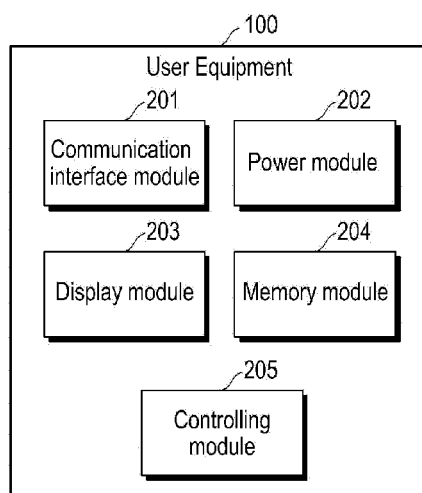 100
User Equipment
201
Communication
interface module
202
Power module
203
Display module
204
Memory module
205
Controlling
module